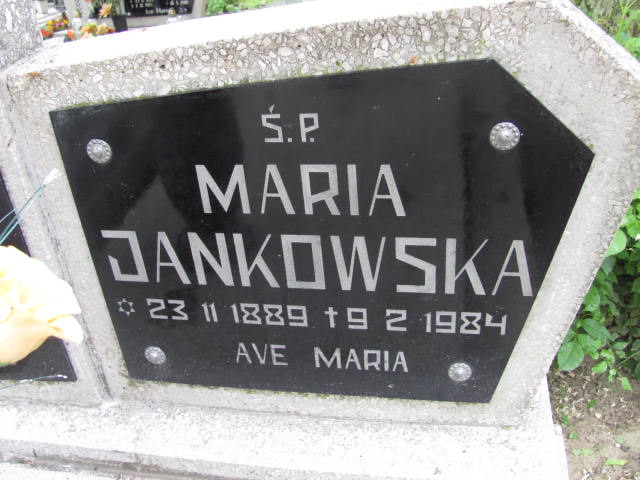 Ś.P.
MARIA
JANKOWSKA
✡ 23 11 1889 ✝ 9 2 1984
AVE MARIA